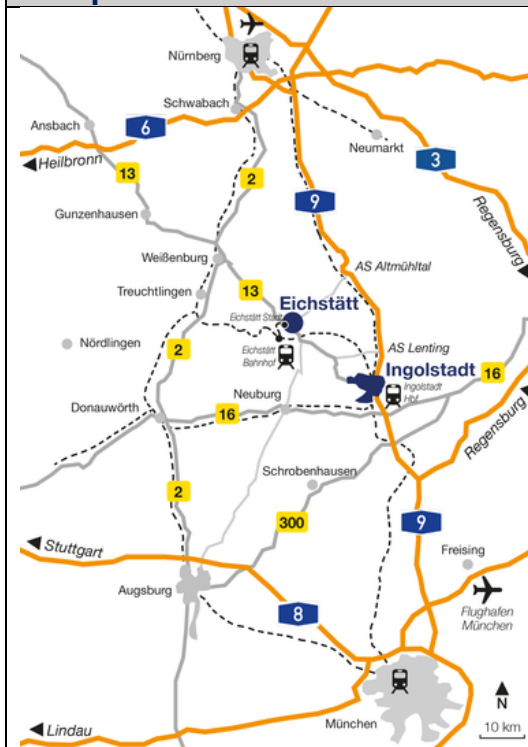 Nürnberg
Schwabach
Ansbach
6
Heilbronn
13
2
Neumarkt
3
9
Gunzenhausen
Regensburg
Weißenburg
AS Altmühltal
13
Treuchtlingen
Eichstätt
Eichstätt Stadt
2
Nördlingen
Eichstätt
Bahnhof
AS Lenting
Ingolstadt
16
Ingolstadt
Hbf
Neuburg
Donauwörth
16
Regensburg
Schrobenhausen
2
300
9
Stuttgart
Freising
Augsburg
8
Flughafen
München
N
München
10 km
Lindau